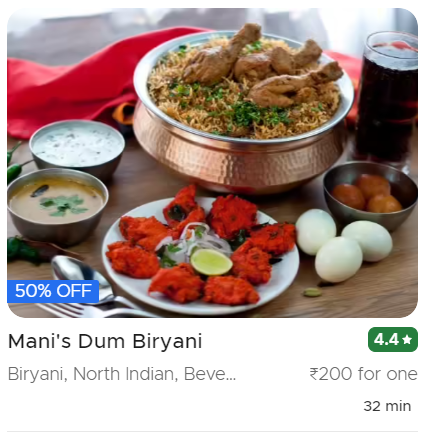 50% OFF
Mani's Dum Biryani 4.4★
Biryani, North Indian, Beve... ₹200 for one
32 min